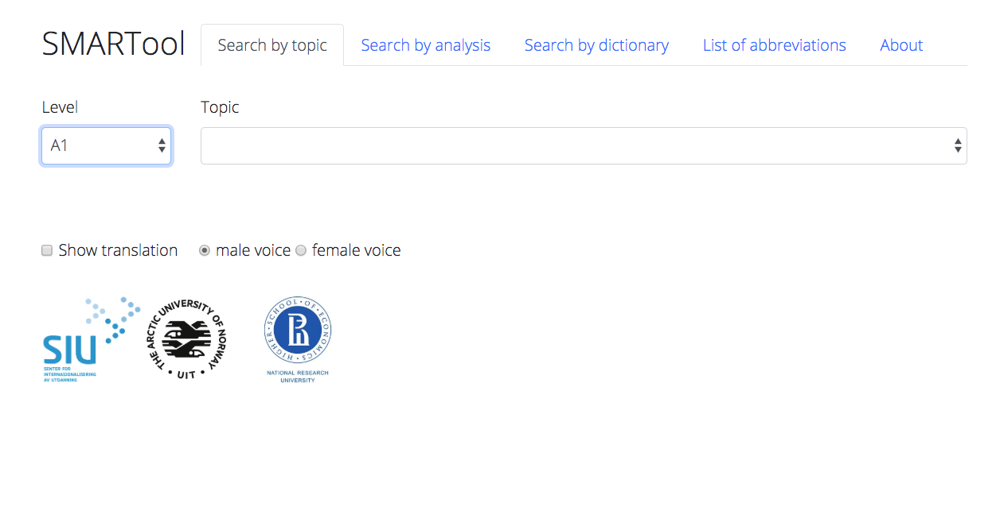 SMARTool
Search by topic
Search by analysis
Search by dictionary
List of abbreviations
About
Level
Topic
A1
Show translation
male voice
female voice
SIU
SENTER FOR
INTERNASJONALISERING
AV UTDANNING
THE ARCTIC UNIVERSITY OF NORWAY
UIT
HIGHER · SCHOOL · OF · ECONOMICS
NATIONAL RESEARCH
UNIVERSITY